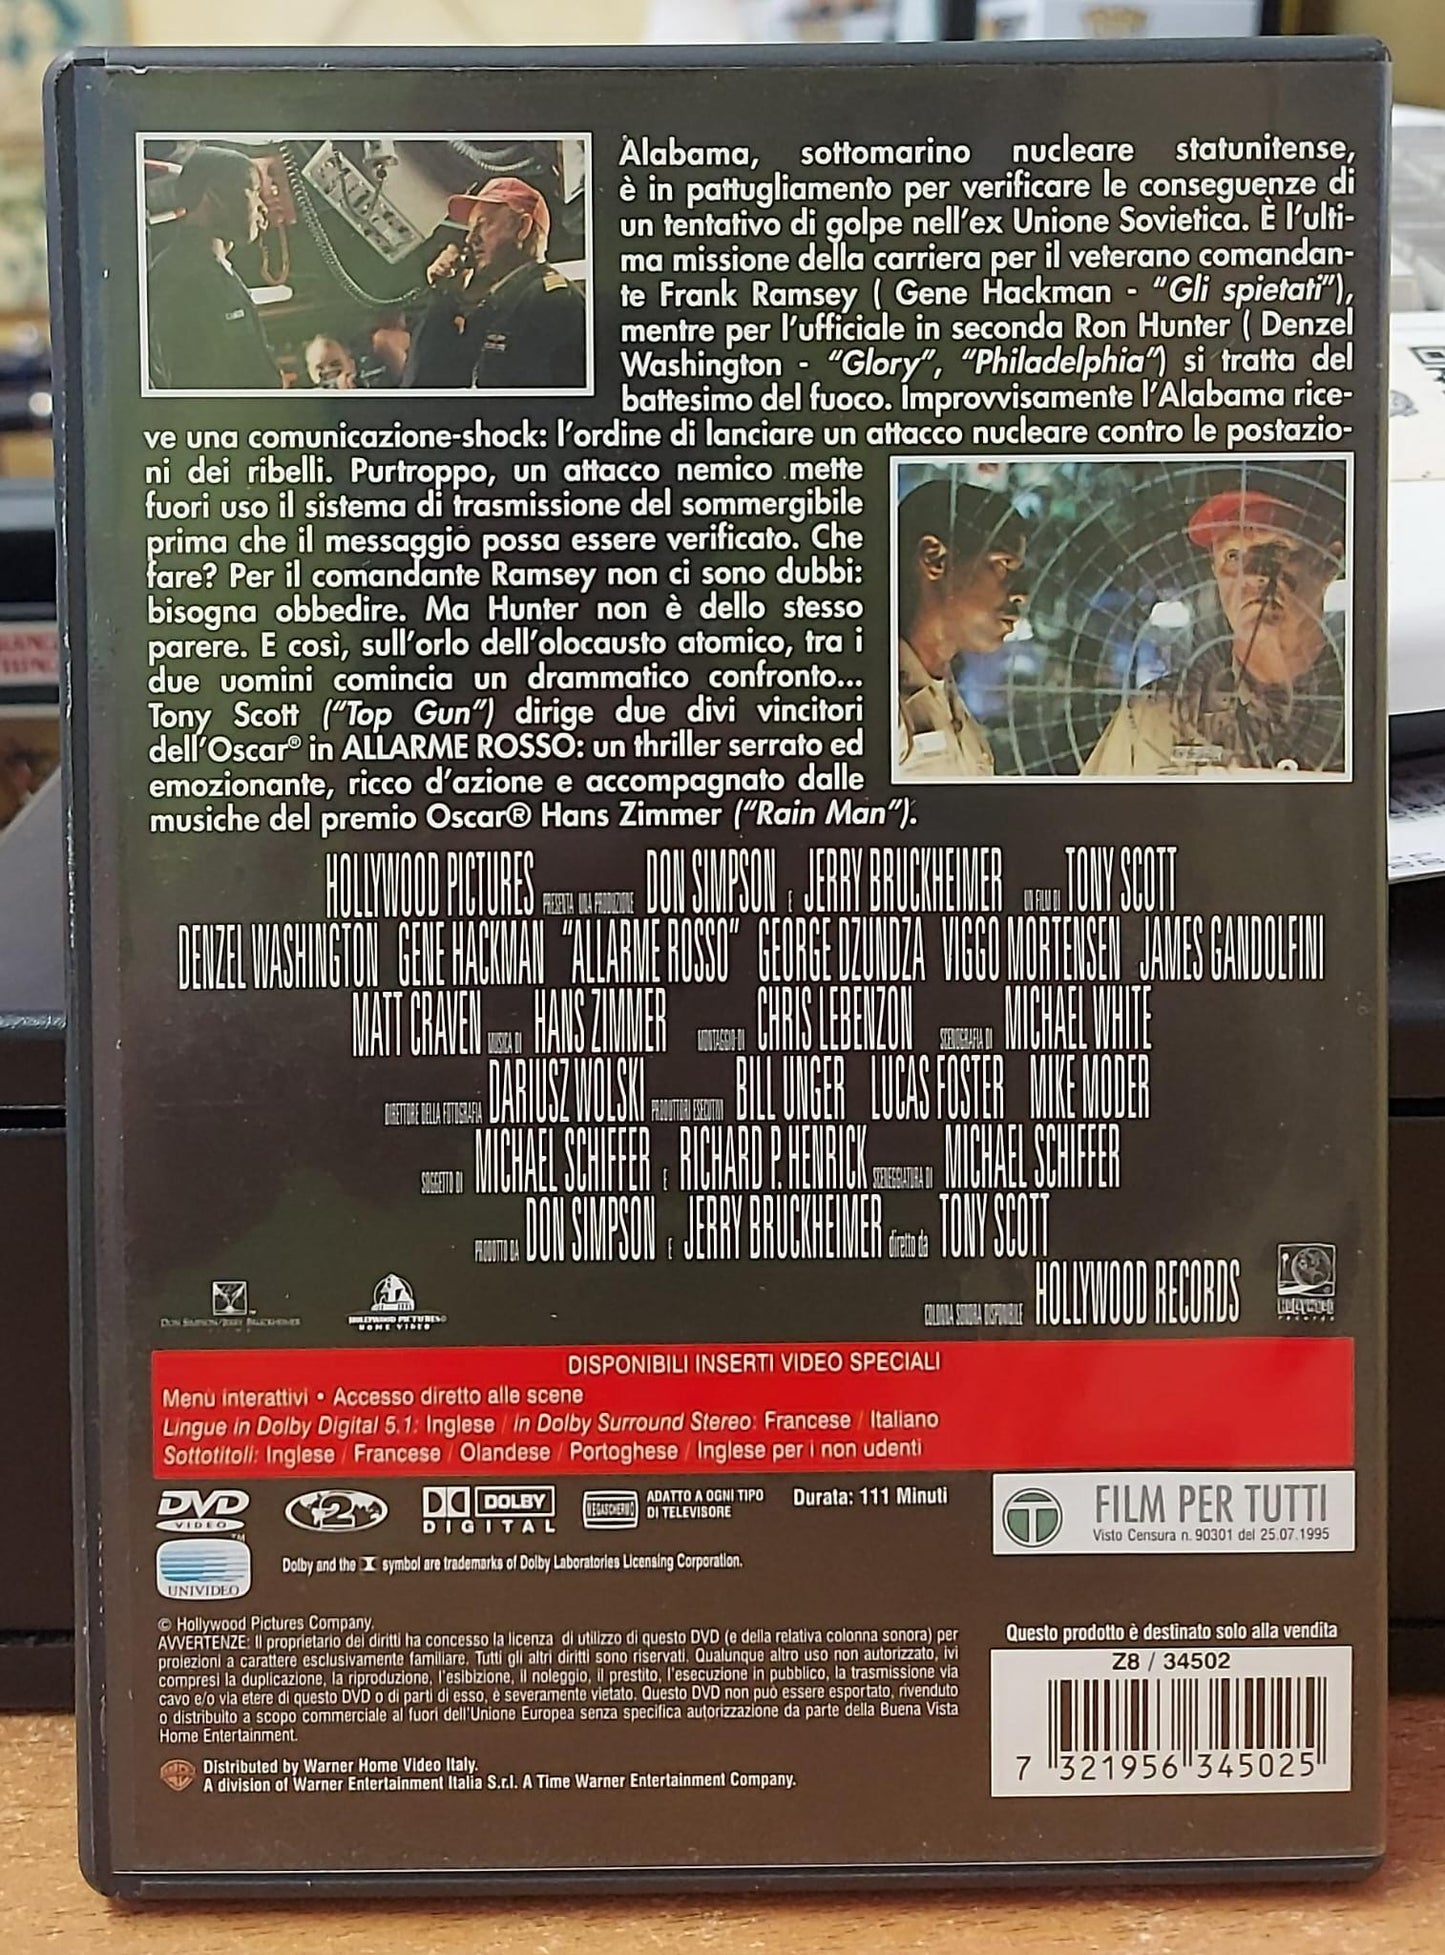 Alabama, sottomarino nucleare statunitense,
è in pattugliamento per verificare le conseguenze di
un tentativo di golpe nell'ex Unione Sovietica. È l'ulti-
ma missione della carriera per il veterano comandan-
te Frank Ramsey ( Gene Hackman - "Gli spietati"),
mentre per l'ufficiale in seconda Ron Hunter ( Denzel
Washington - "Glory", "Philadelphia") si tratta del
battesimo del fuoco. Improvvisamente l'Alabama rice-
ve una comunicazione-shock: l'ordine di lanciare un attacco nucleare contro le postazio-
ni dei ribelli. Purtroppo, un attacco nemico mette
fuori uso il sistema di trasmissione del sommergibile
prima che il messaggio possa essere verificato. Che
fare? Per il comandante Ramsey non ci sono dubbi:
bisogna obbedire. Ma Hunter non è dello stesso
parere. E così, sull'orlo dell'olocausto atomico, tra i
due uomini comincia un drammatico confronto...
Tony Scott ("Top Gun") dirige due divi vincitori
dell'Oscar® in ALLARME ROSSO: un thriller serrato ed
emozionante, ricco d'azione e accompagnato dalle
musiche del premio Oscar® Hans Zimmer ("Rain Man").
HOLLYWOOD PICTURES PRESENTA UNA PRODUZIONE DON SIMPSON E JERRY BRUCKHEIMER UN FILM DI TONY SCOTT
DENZEL WASHINGTON GENE HACKMAN "ALLARME ROSSO" GEORGE DZUNDZA VIGGO MORTENSEN JAMES GANDOLFINI
MATT CRAVEN MUSICA DI HANS ZIMMER MONTAGGIO DI CHRIS LEBENZON SCENOGRAFIA DI MICHAEL WHITE
DIRETTORE DELLA FOTOGRAFIA DARIUSZ WOLSKI PRODUTTORI ESECUTIVI BILL UNGER LUCAS FOSTER MIKE MODER
SOGGETTO DI MICHAEL SCHIFFER E RICHARD P. HENRICK SCENEGGIATURA DI MICHAEL SCHIFFER
PRODOTTO DA DON SIMPSON E JERRY BRUCKHEIMER diretto da TONY SCOTT
COLONNA SONORA DISPONIBILE HOLLYWOOD RECORDS
DON SIMPSON/JERRY BRUCKHEIMER
HOLLYWOOD PICTURES
HOME VIDEO
HOLLYWOOD
records
DISPONIBILI INSERTI VIDEO SPECIALI
Menù interattivi • Accesso diretto alle scene
Lingue in Dolby Digital 5.1: Inglese / in Dolby Surround Stereo: Francese / Italiano
Sottotitoli: Inglese / Francese / Olandese / Portoghese / Inglese per i non udenti
DVD
VIDEO
2
DOLBY
DIGITAL
ADATTO A OGNI TIPO
DI TELEVISORE
Durata: 111 Minuti
T FILM PER TUTTI
Visto Censura n. 90301 del 25.07.1995
UNIVIDEO
Dolby and the symbol are trademarks of Dolby Laboratories Licensing Corporation.
© Hollywood Pictures Company.
AVVERTENZE: Il proprietario dei diritti ha concesso la licenza di utilizzo di questo DVD (e della relativa colonna sonora) per
proiezioni a carattere esclusivamente familiare. Tutti gli altri diritti sono riservati. Qualunque altro uso non autorizzato, ivi
compresi la duplicazione, la riproduzione, l'esibizione, il noleggio, il prestito, l'esecuzione in pubblico, la trasmissione via
cavo e/o via etere di questo DVD o di parti di esso, è severamente vietato. Questo DVD non può essere esportato, rivenduto
o distribuito a scopo commerciale al fuori dell'Unione Europea senza specifica autorizzazione da parte della Buena Vista
Home Entertainment.
Distributed by Warner Home Video Italy.
A division of Warner Entertainment Italia S.r.l. A Time Warner Entertainment Company.
Questo prodotto è destinato solo alla vendita
Z8 / 34502
7 321956 345025